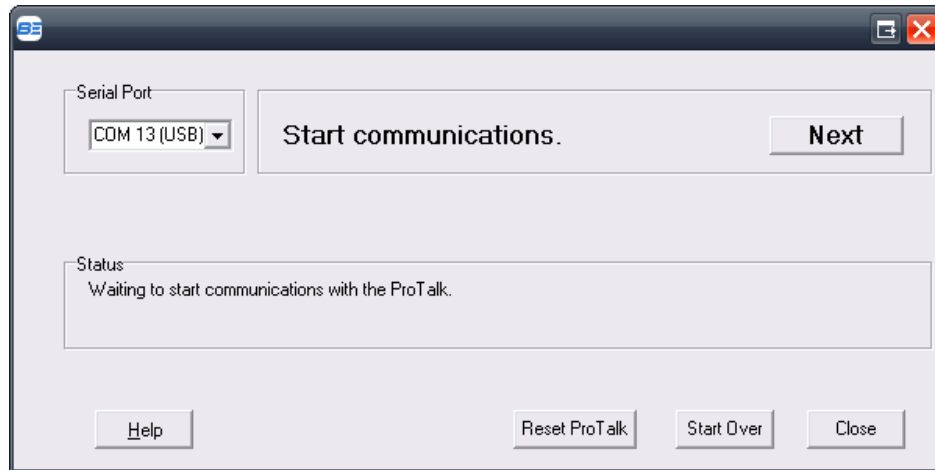 BE
Serial Port
COM 13 (USB)
Start communications.
Next
Status
Waiting to start communications with the ProTalk.
Help
Reset ProTalk
Start Over
Close